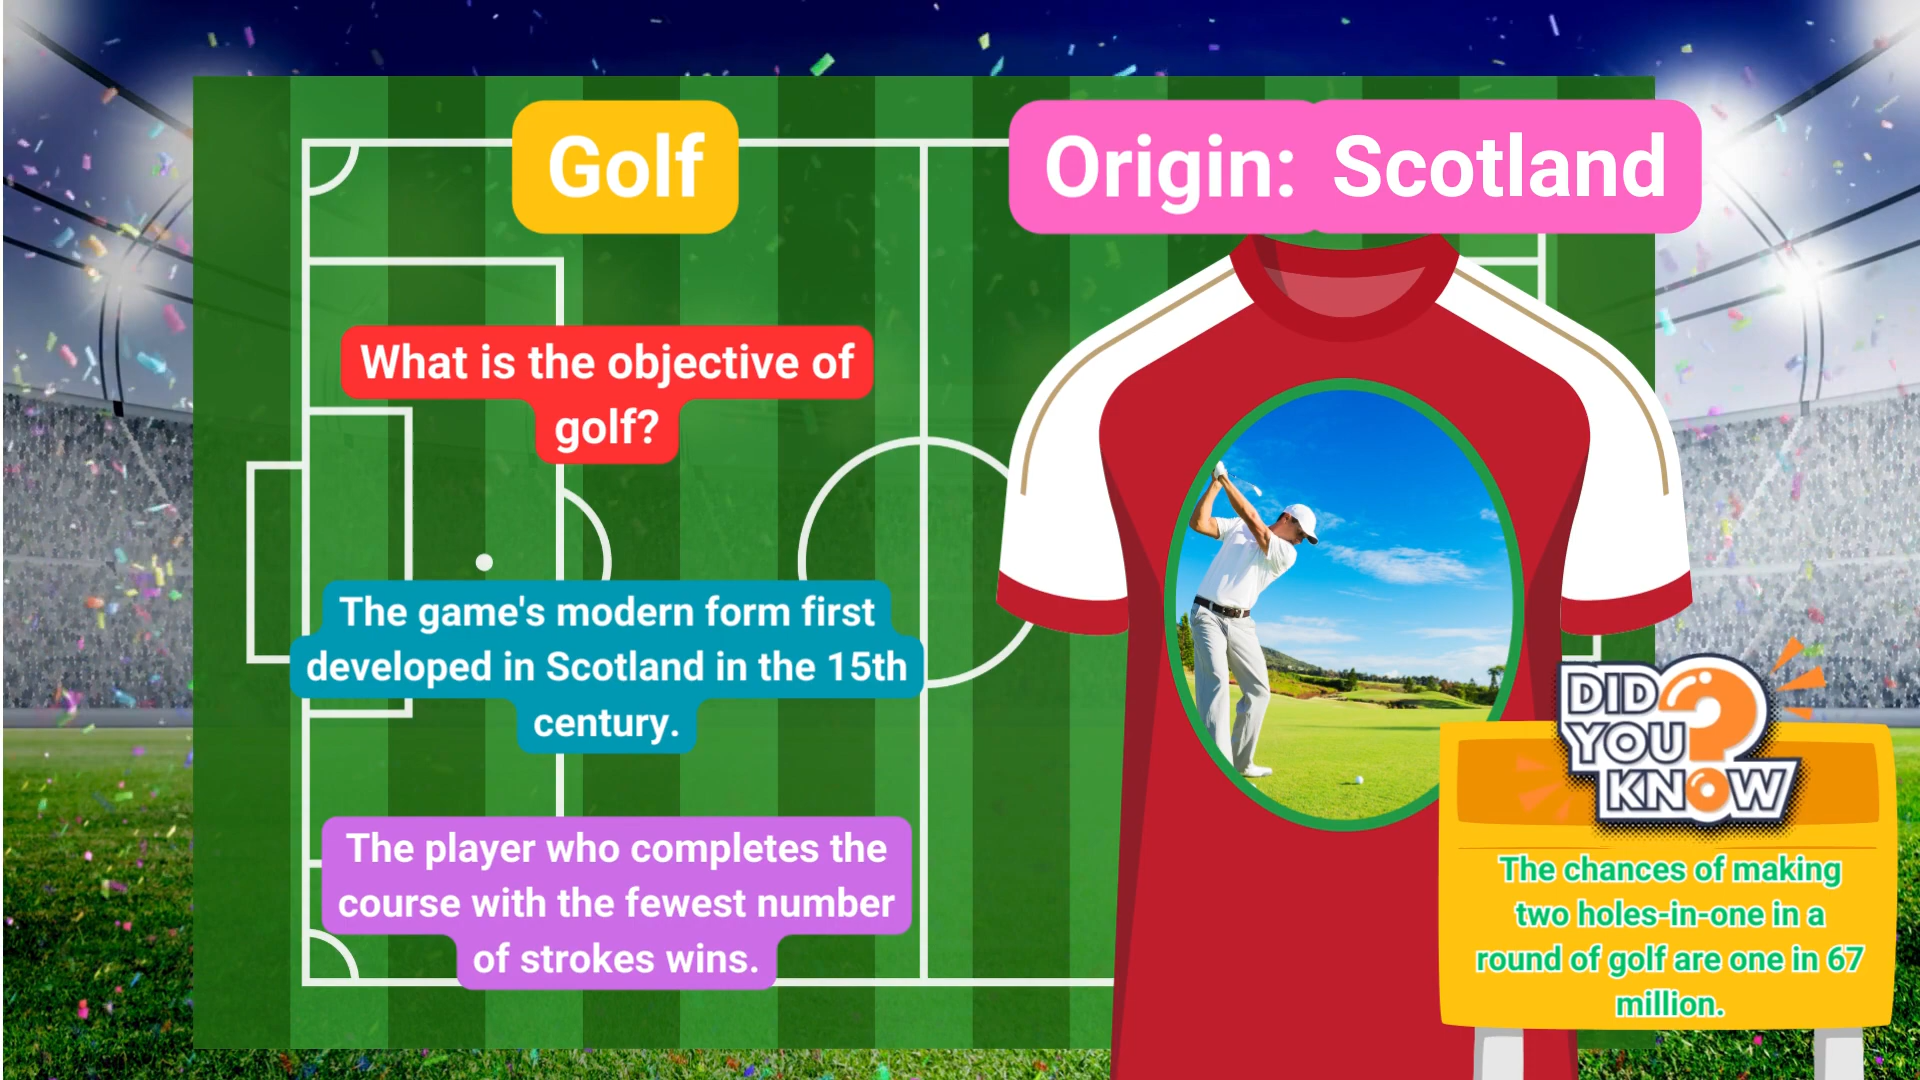 Golf
Origin: Scotland
What is the objective of
golf?
The game's modern form first
developed in Scotland in the 15th
century.
The player who completes the
course with the fewest number
of strokes wins.
DID
YOU
KNOW
?
The chances of making
two holes-in-one in a
round of golf are one in 67
million.